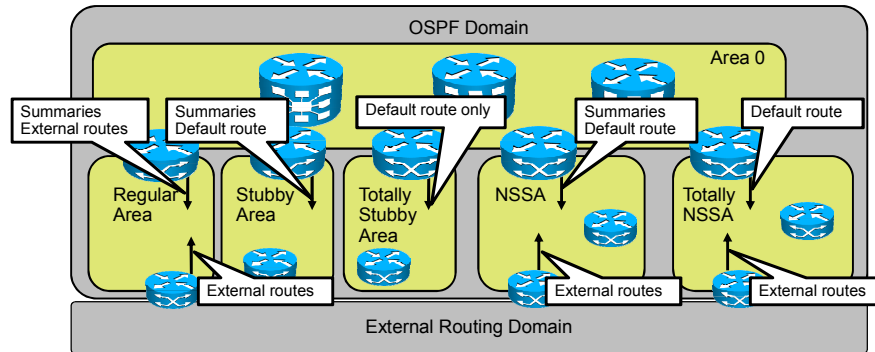 OSPF Domain
Area 0
Summaries
External routes
Summaries
Default route
Default route only
Summaries
Default route
Default route
Regular
Area
Stubby
Area
Totally
Stubby
Area
NSSA
Totally
NSSA
External routes
External routes
External routes
External Routing Domain